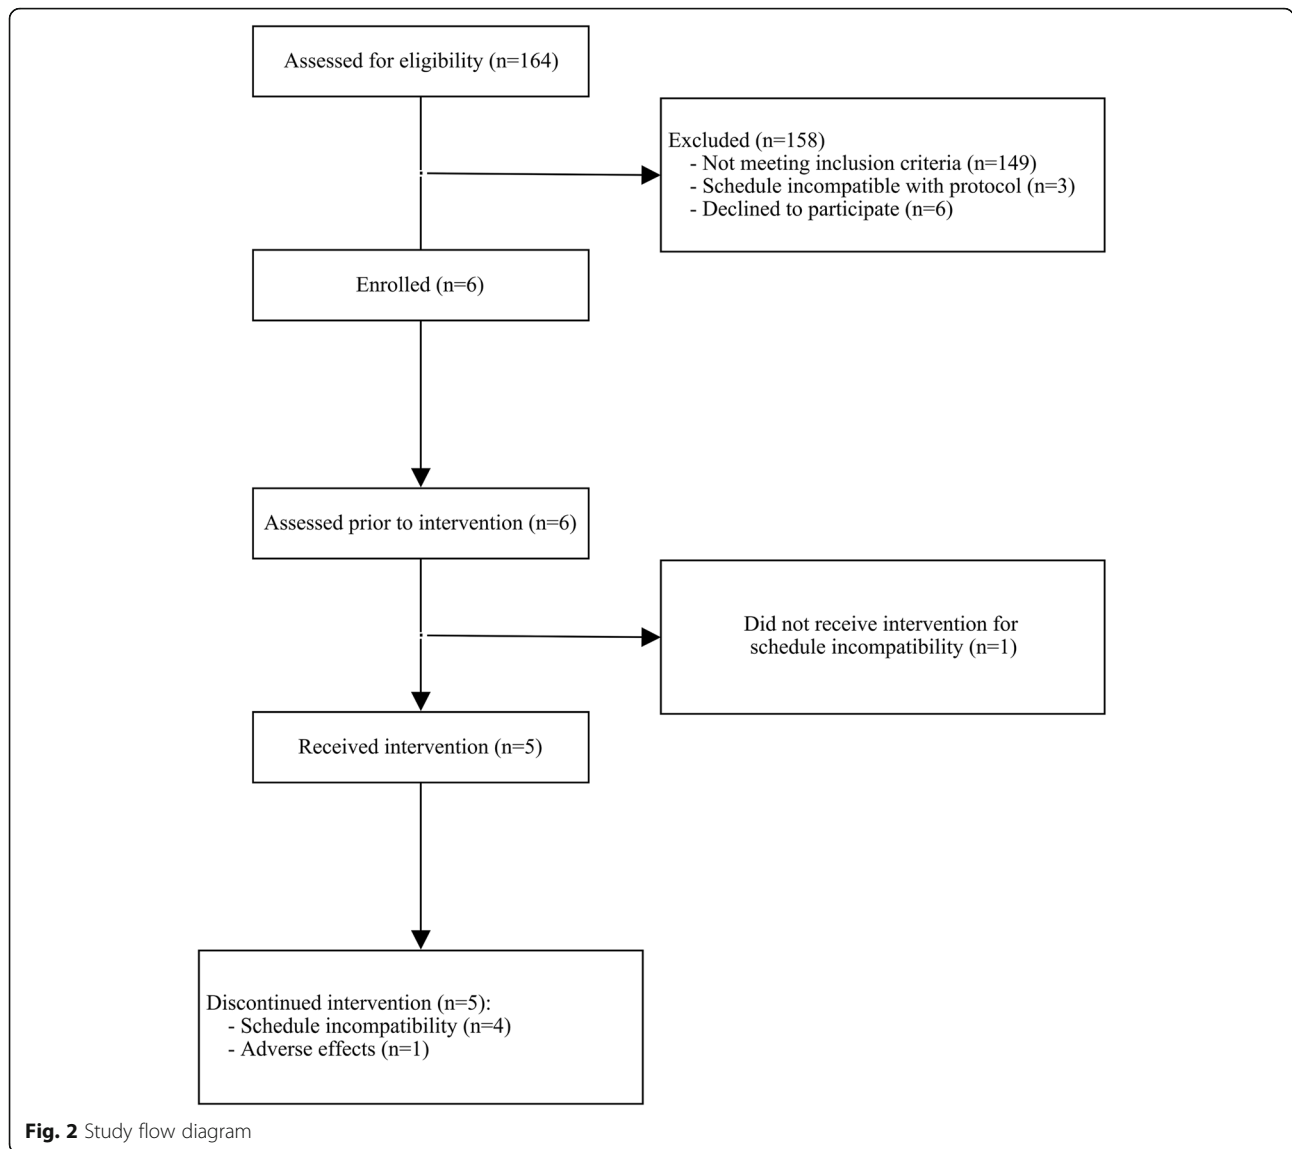 Assessed for eligibility (n=164)
Excluded (n=158)
- Not meeting inclusion criteria (n=149)
- Schedule incompatible with protocol (n=3)
- Declined to participate (n=6)
Enrolled (n=6)
Assessed prior to intervention (n=6)
Did not receive intervention for
schedule incompatibility (n=1)
Received intervention (n=5)
Discontinued intervention (n=5):
- Schedule incompatibility (n=4)
- Adverse effects (n=1)
Fig. 2 Study flow diagram